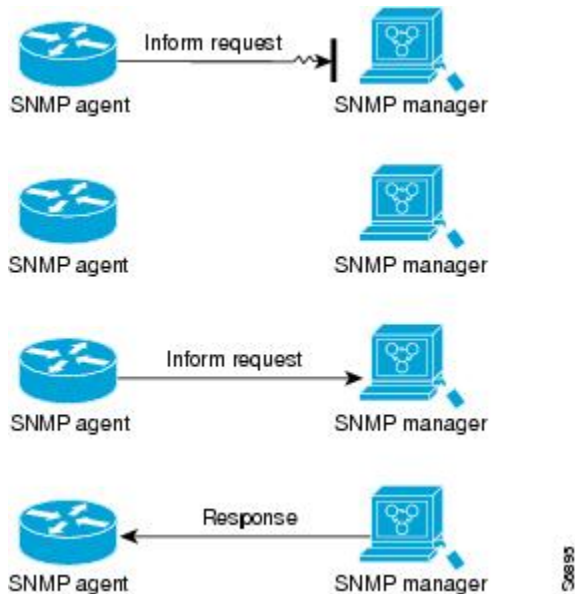 Inform request
SNMP agent SNMP manager
SNMP agent SNMP manager
Inform request
SNMP agent SNMP manager
Response
SNMP agent SNMP manager